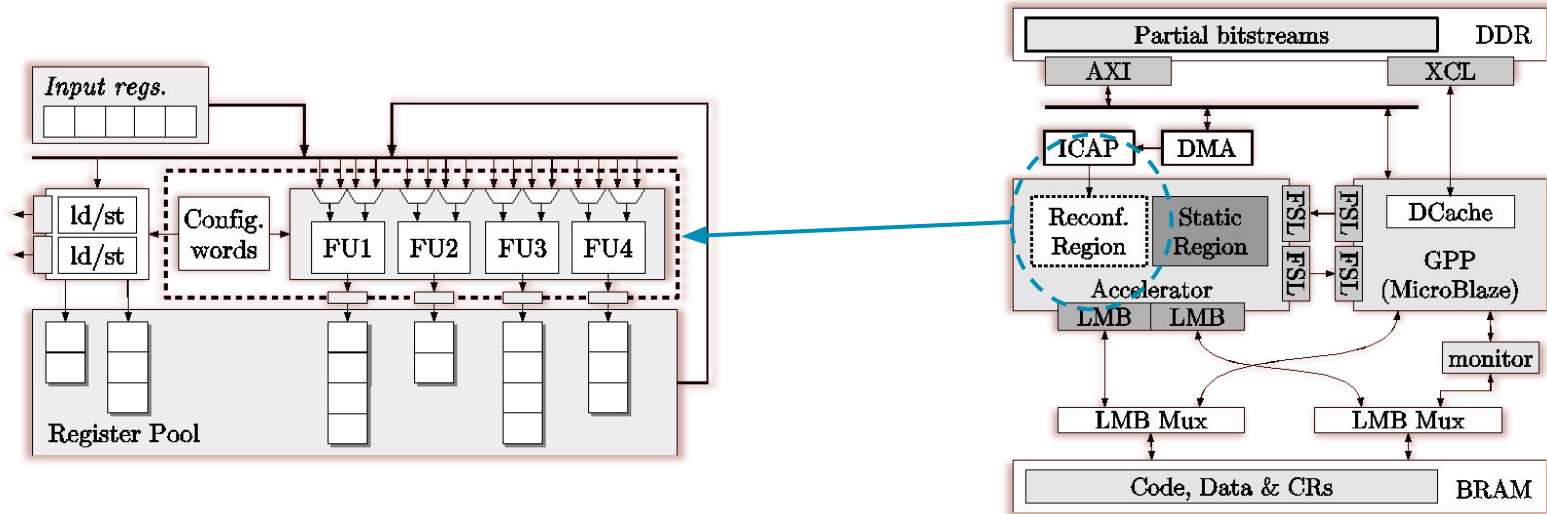 Input regs.
ld/st
ld/st
Config.
words
FU1
FU2
FU3
FU4
Register Pool
Partial bitstreams
DDR
AXI
XCL
ICAP
DMA
Reconf.
Region
Static
Region
Accelerator
FSL
FSL
FSL
FSL
DCache
GPP
(MicroBlaze)
LMB
LMB
monitor
LMB Mux
LMB Mux
Code, Data & CRs
BRAM